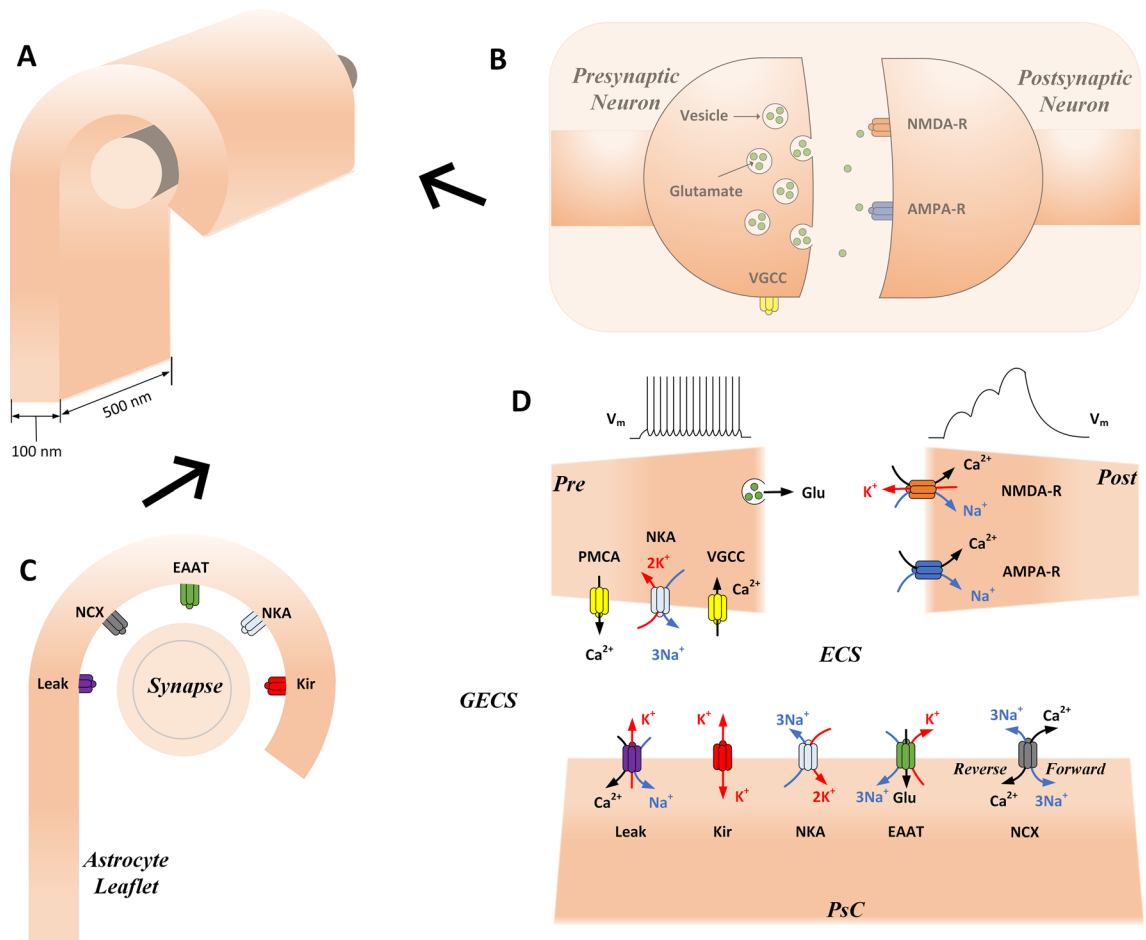 A
500 nm
100 nm
B
Presynaptic
Neuron
Postsynaptic
Neuron
Vesicle
Glutamate
VGCC
NMDA-R
AMPA-R
C
EAAT
NCX
NKA
Leak
Kir
Synapse
Astrocyte
Leaflet
D
Vm
Vm
Pre
Post
Glu
PMCA
NKA
VGCC
2K+
Ca2+
Ca2+
3Na+
Ca2+
K+
Na+
NMDA-R
Ca2+
Na+
AMPA-R
ECS
GECS
K+
Ca2+
Na+
Leak
K+
K+
Kir
3Na+
2K+
NKA
K+
3Na+
Glu
EAAT
3Na+
Ca2+
Reverse
Forward
Ca2+
3Na+
NCX
PsC